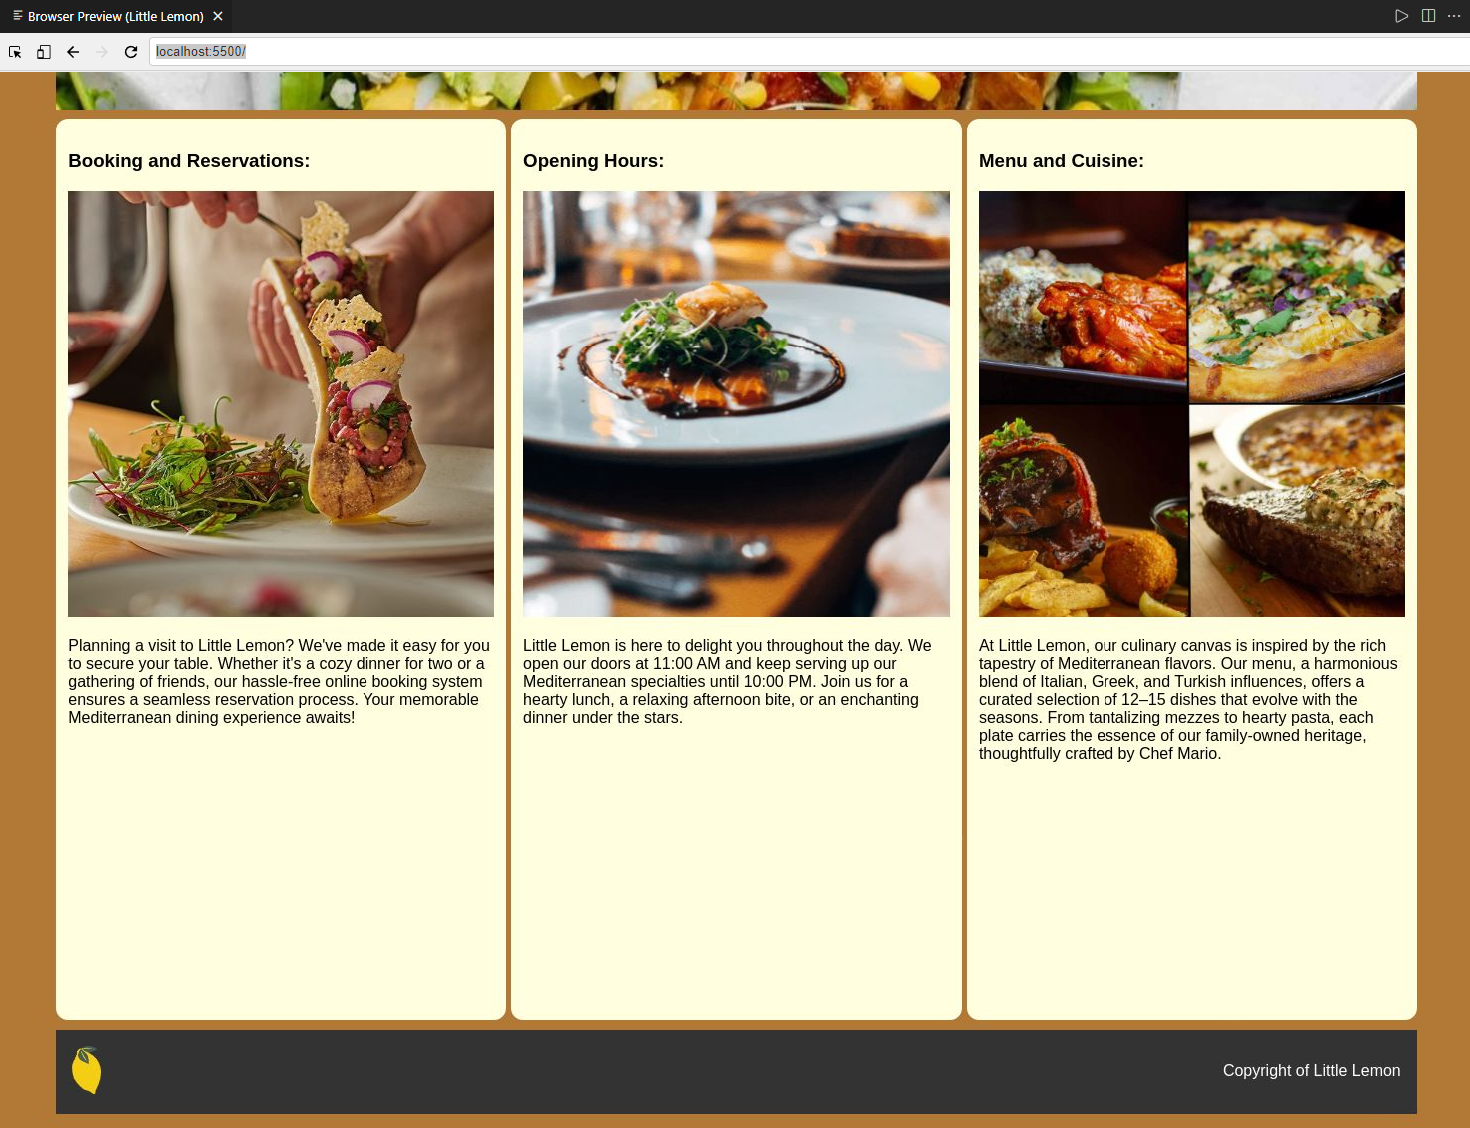 Browser Preview (Little Lemon)
localhost:5500/
Booking and Reservations:
Planning a visit to Little Lemon? We've made it easy for you
to secure your table. Whether it's a cozy dinner for two or a
gathering of friends, our hassle-free online booking system
ensures a seamless reservation process. Your memorable
Mediterranean dining experience awaits!
Opening Hours:
Little Lemon is here to delight you throughout the day. We
open our doors at 11:00 AM and keep serving up our
Mediterranean specialties until 10:00 PM. Join us for a
hearty lunch, a relaxing afternoon bite, or an enchanting
dinner under the stars.
Menu and Cuisine:
At Little Lemon, our culinary canvas is inspired by the rich
tapestry of Mediterranean flavors. Our menu, a harmonious
blend of Italian, Greek, and Turkish influences, offers a
curated selection of 12–15 dishes that evolve with the
seasons. From tantalizing mezzes to hearty pasta, each
plate carries the essence of our family-owned heritage,
thoughtfully crafted by Chef Mario.
Copyright of Little Lemon